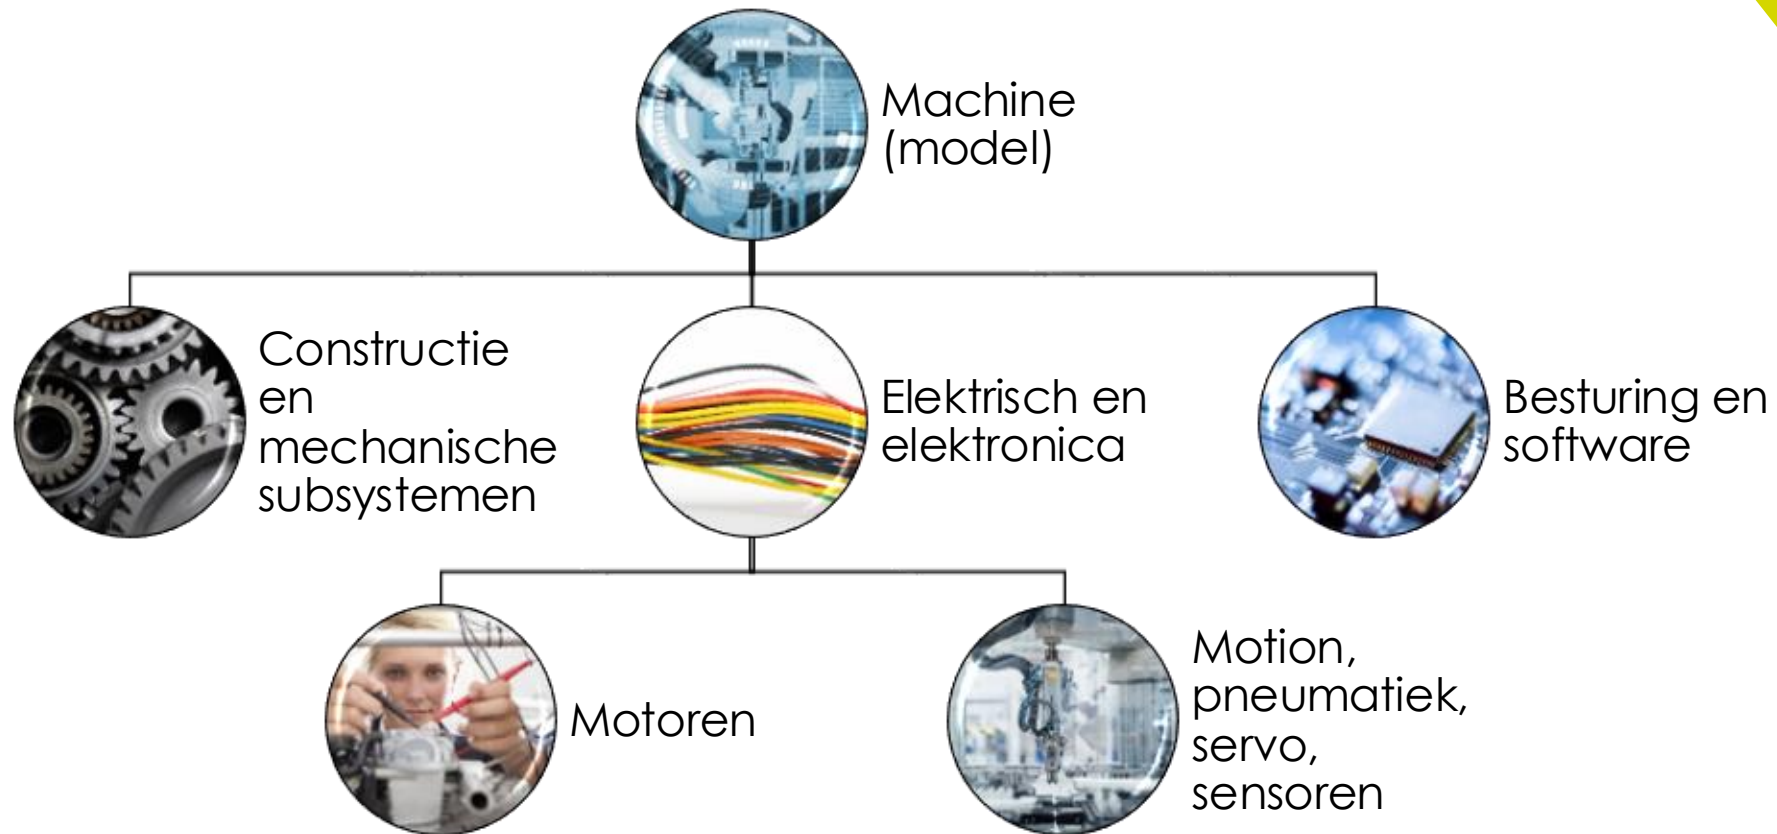 Machine
(model)
Constructie
en
mechanische
subsystemen
Elektrisch en
elektronica
Besturing en
software
Motoren
Motion,
pneumatiek,
servo,
sensoren